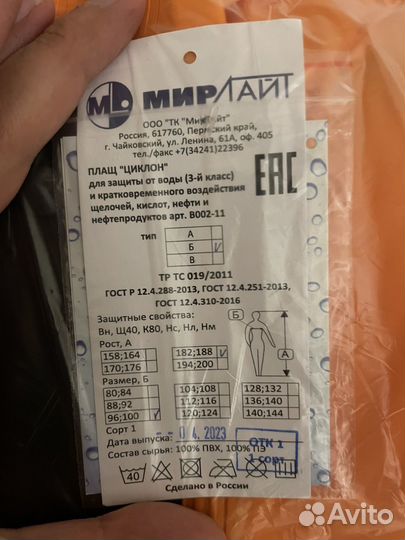 МИРЛАЙТ
ООО "ТК "МирЛайт"
Россия, 617760, Пермский край,
г. Чайковский, ул. Ленина, 61А, оф. 405
тел./факс +7(34241)22396
ПЛАЩ "ЦИКЛОН"
для защиты от воды (3-й класс)
и кратковременного воздействия
щелочей, кислот, нефти и
нефтепродуктов арт. В002-11
ЕАС
тип А
Б √
В
ТР ТС 019/2011
ГОСТ Р 12.4.288-2013, ГОСТ 12.4.251-2013,
ГОСТ 12.4.310-2016
Защитные свойства:
Вн, Щ40, К80, Нс, Нл, Нм
Рост, А
158;164 182;188 √
170;176 194;200
Б
А
Размер, Б
80;84 104;108 128;132
88;92 112;116 136;140
96;100 √ 120;124 140;144
Сорт 1
Дата выпуска: 04. 2023
Состав сырья: 100% ПВХ, 100% ПЭ
ОТК 1
1 сорт
40
Сделано в России
Avito